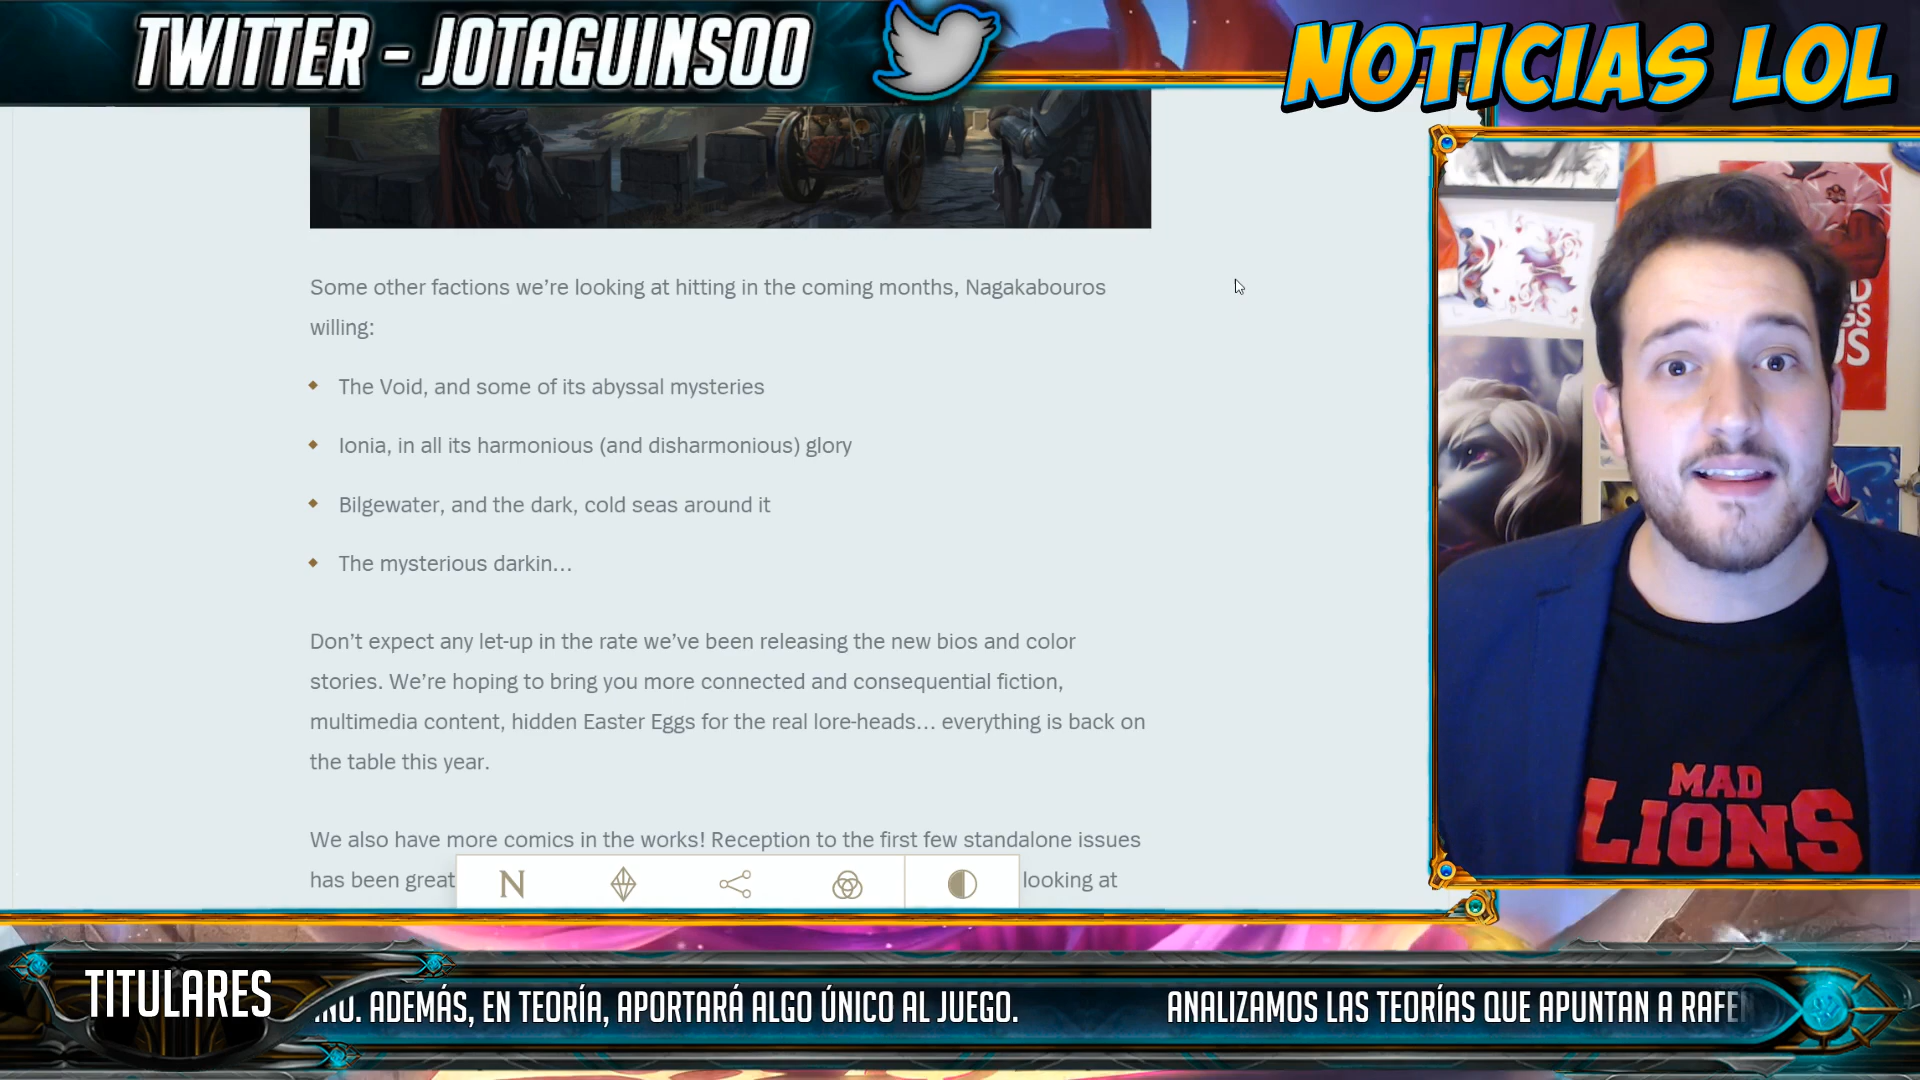 TWITTER - JOTAGUINSOO
NOTICIAS LOL
Some other factions we’re looking at hitting in the coming months, Nagakabouros
willing:
The Void, and some of its abyssal mysteries
Ionia, in all its harmonious (and disharmonious) glory
Bilgewater, and the dark, cold seas around it
The mysterious darkin…
Don’t expect any let-up in the rate we’ve been releasing the new bios and color
stories. We’re hoping to bring you more connected and consequential fiction,
multimedia content, hidden Easter Eggs for the real lore-heads… everything is back on
the table this year.
We also have more comics in the works! Reception to the first few standalone issues
has been great
looking at
N
MAD
LIONS
TITULARES
NO. ADEMÁS, EN TEORÍA, APORTARÁ ALGO ÚNICO AL JUEGO.
ANALIZAMOS LAS TEORÍAS QUE APUNTAN A